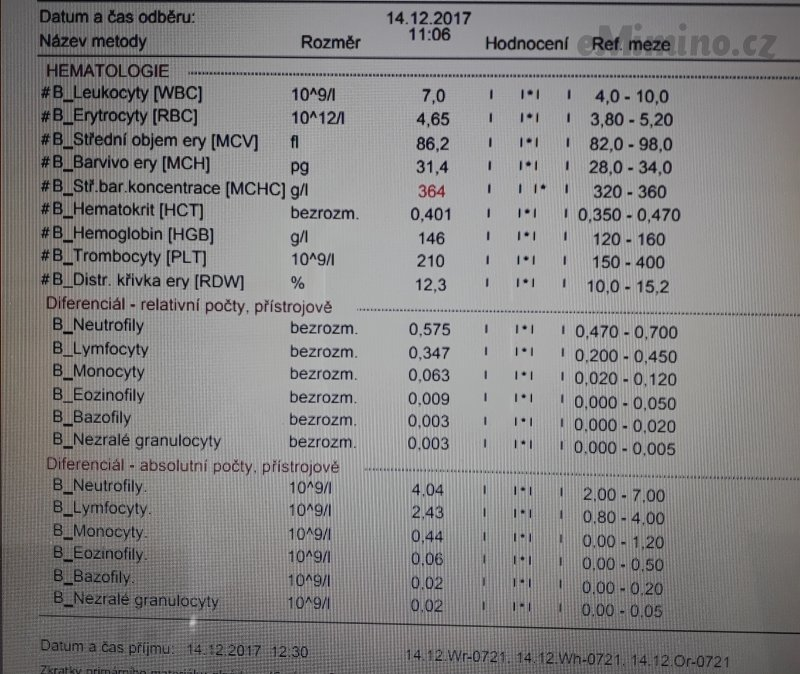 Datum a čas odběru: 14.12.2017
11:06
Název metody Rozměr Hodnocení Ref. meze
eMimino.cz
HEMATOLOGIE
#B_Leukocyty [WBC] 10^9/l 7,0 4,0 - 10,0
#B_Erytrocyty [RBC] 10^12/l 4,65 3,80 - 5,20
#B_Střední objem ery [MCV] fl 86,2 82,0 - 98,0
#B_Barvivo ery [MCH] pg 31,4 28,0 - 34,0
#B_Stř.bar.koncentrace [MCHC] g/l 364 320 - 360
#B_Hematokrit [HCT] bezrozm. 0,401 0,350 - 0,470
#B_Hemoglobin [HGB] g/l 146 120 - 160
#B_Trombocyty [PLT] 10^9/l 210 150 - 400
#B_Distr. křivka ery [RDW] % 12,3 10,0 - 15,2
Diferenciál - relativní počty, přístrojově
B_Neutrofily bezrozm. 0,575 0,470 - 0,700
B_Lymfocyty bezrozm. 0,347 0,200 - 0,450
B_Monocyty bezrozm. 0,063 0,020 - 0,120
B_Eozinofily bezrozm. 0,009 0,000 - 0,050
B_Bazofily bezrozm. 0,003 0,000 - 0,020
B_Nezralé granulocyty bezrozm. 0,003 0,000 - 0,005
Diferenciál - absolutní počty, přístrojově
B_Neutrofily. 10^9/l 4,04 2,00 - 7,00
B_Lymfocyty. 10^9/l 2,43 0,80 - 4,00
B_Monocyty. 10^9/l 0,44 0,00 - 1,20
B_Eozinofily. 10^9/l 0,06 0,00 - 0,50
B_Bazofily. 10^9/l 0,02 0,00 - 0,20
B_Nezralé granulocyty 10^9/l 0,02 0,00 - 0,05
Datum a čas příjmu: 14.12.2017 12:30 14.12.Wr-0721, 14.12.Wh-0721, 14.12.Or-0721
Zkratky primárního